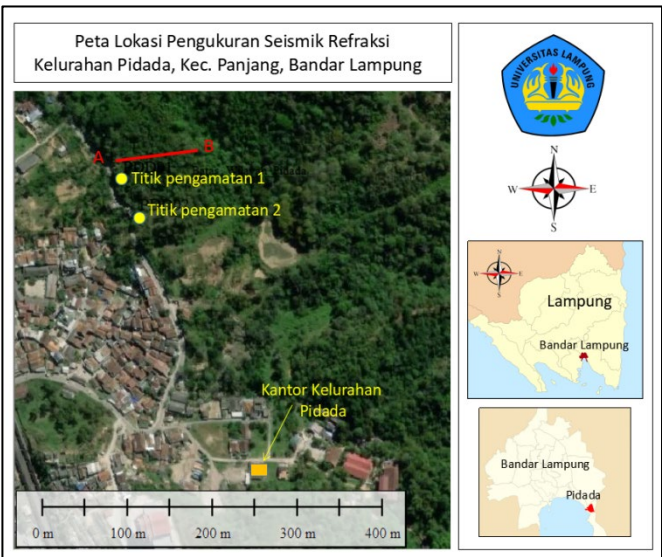 Peta Lokasi Pengukuran Seismik Refraksi
Kelurahan Pidada, Kec. Panjang, Bandar Lampung
A
B
Titik pengamatan 1
Titik pengamatan 2
Kantor Kelurahan
Pidada
0 m
100 m
200 m
300 m
400 m
UNIVERSITAS LAMPUNG
N
W
E
S
N
W
E
S
Lampung
Bandar Lampung
Bandar Lampung
Pidada